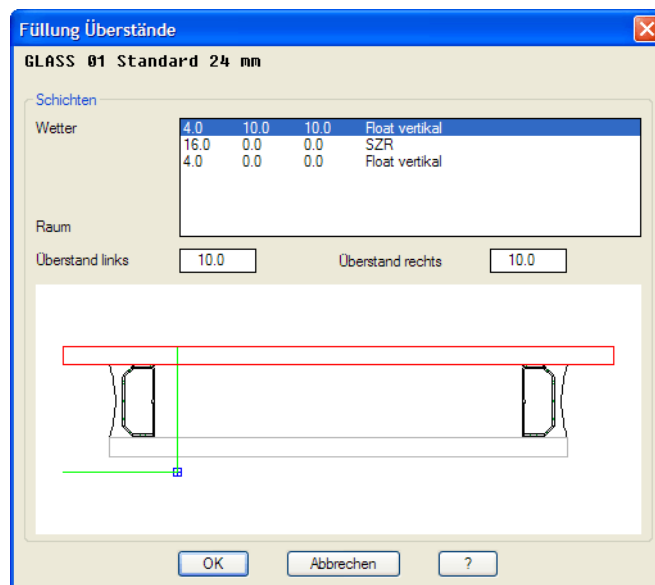 Füllung Überstände
GLASS 01 Standard 24 mm
Schichten
Wetter
4.0 10.0 10.0 Float vertikal
16.0 0.0 0.0 SZR
4.0 0.0 0.0 Float vertikal
Raum
Überstand links 10.0 Überstand rechts 10.0
OK Abbrechen ?